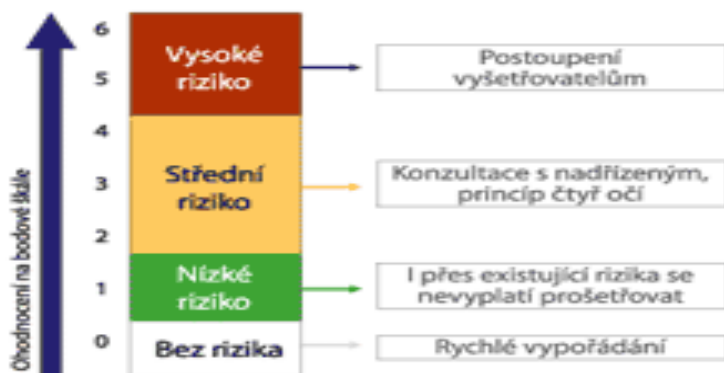 Ohodnocení na bodové škále
6
5
4
3
2
1
0
Vysoké
riziko
Postoupení
vyšetřovatelům
Střední
riziko
Konzultace s nadřízeným,
princíp čtyř očí
Nízké
riziko
I přes existující rizika se
nevyplatí prošetřovat
Bez rizika
Rychlé vypořádání